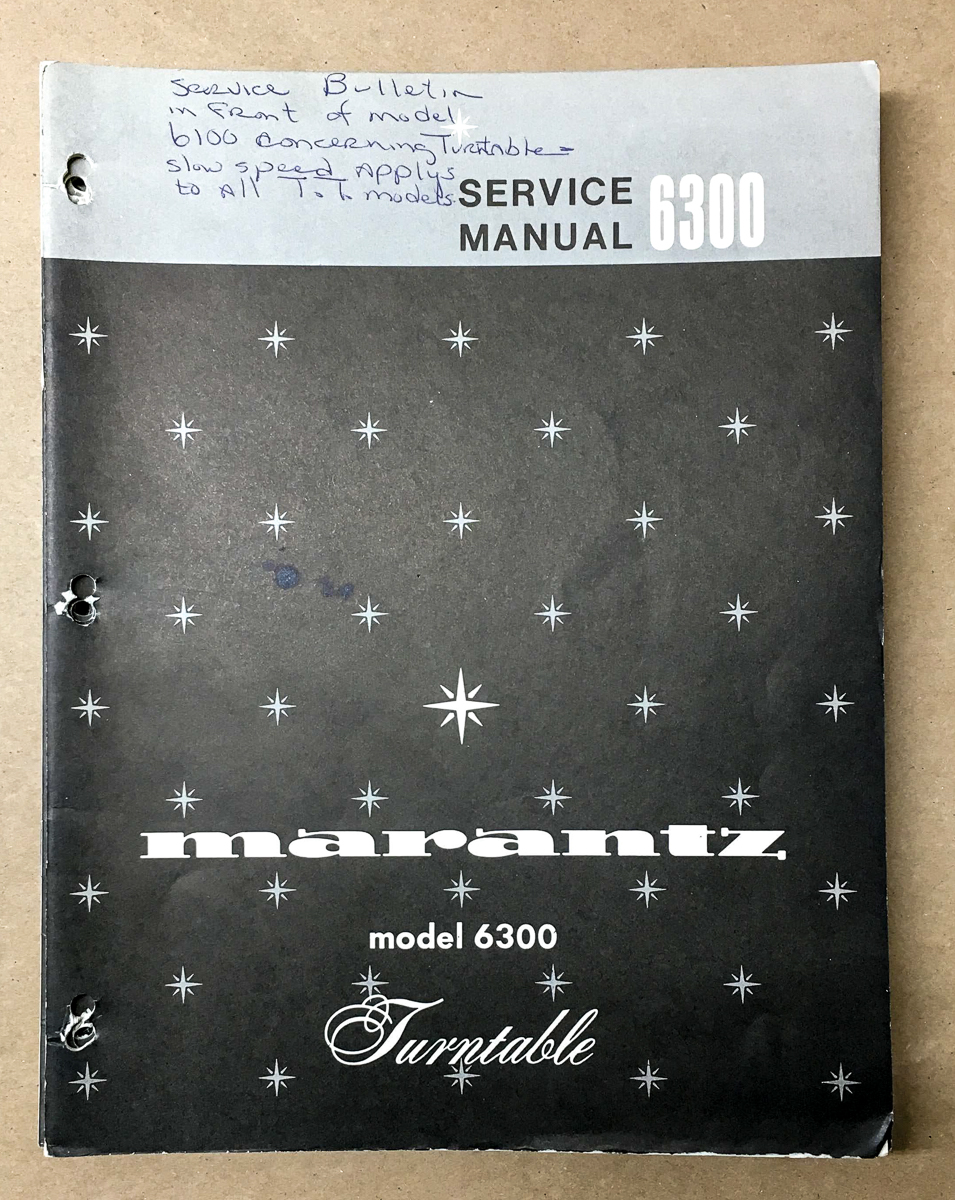 Service Bulletin
in Front of model
6100 Concerning Turntable -
slow speed Applys
to All T.T. models
SERVICE
MANUAL 6300
marantz
model 6300
Turntable